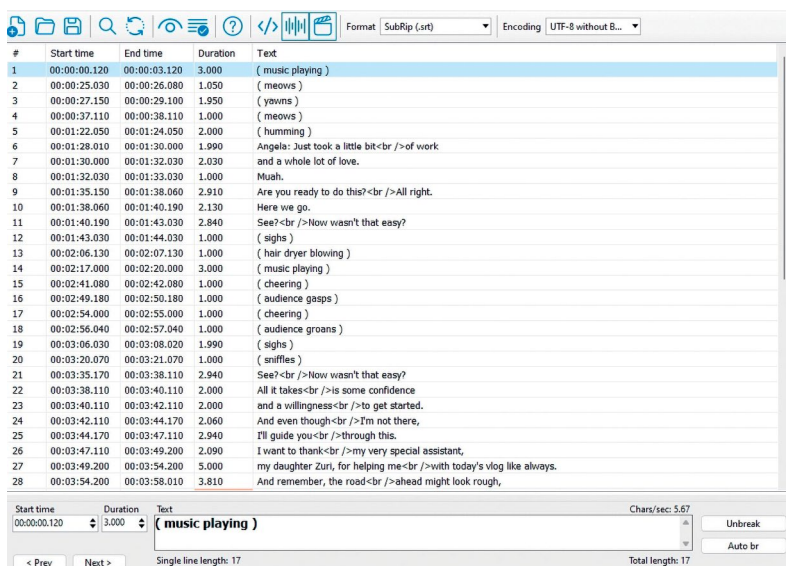 Format SubRip (.srt) Encoding UTF-8 without B...
# Start time End time Duration Text
1 00:00:00.120 00:00:03.120 3.000 ( music playing )
2 00:00:25.030 00:00:26.080 1.050 ( meows )
3 00:00:27.150 00:00:29.100 1.950 ( yawns )
4 00:00:37.110 00:00:38.110 1.000 ( meows )
5 00:01:22.050 00:01:24.050 2.000 ( humming )
6 00:01:28.010 00:01:30.000 1.990 Angela: Just took a little bit<br />of work
7 00:01:30.000 00:01:32.030 2.030 and a whole lot of love.
8 00:01:32.030 00:01:33.030 1.000 Muah.
9 00:01:35.150 00:01:38.060 2.910 Are you ready to do this?<br />All right.
10 00:01:38.060 00:01:40.190 2.130 Here we go.
11 00:01:40.190 00:01:43.030 2.840 See?<br />Now wasn't that easy?
12 00:01:43.030 00:01:44.030 1.000 ( sighs )
13 00:02:06.130 00:02:07.130 1.000 ( hair dryer blowing )
14 00:02:17.000 00:02:20.000 3.000 ( music playing )
15 00:02:41.080 00:02:42.080 1.000 ( cheering )
16 00:02:49.180 00:02:50.180 1.000 ( audience gasps )
17 00:02:54.000 00:02:55.000 1.000 ( cheering )
18 00:02:56.040 00:02:57.040 1.000 ( audience groans )
19 00:03:06.030 00:03:08.020 1.990 ( sighs )
20 00:03:20.070 00:03:21.070 1.000 ( sniffles )
21 00:03:35.170 00:03:38.110 2.940 See?<br />Now wasn't that easy?
22 00:03:38.110 00:03:40.110 2.000 All it takes<br />is some confidence
23 00:03:40.110 00:03:42.110 2.000 and a willingness<br />to get started.
24 00:03:42.110 00:03:44.170 2.060 And even though<br />I'm not there,
25 00:03:44.170 00:03:47.110 2.940 I'll guide you<br />through this.
26 00:03:47.110 00:03:49.200 2.090 I want to thank<br />my very special assistant,
27 00:03:49.200 00:03:54.200 5.000 my daughter Zuri, for helping me<br />with today's vlog like always.
28 00:03:54.200 00:03:58.010 3.810 And remember, the road<br />ahead might look rough,
Start time Duration Text Chars/sec: 5.67
00:00:00.120 3.000 ( music playing ) Unbreak
Auto br
< Prev Next > Single line length: 17 Total length: 17